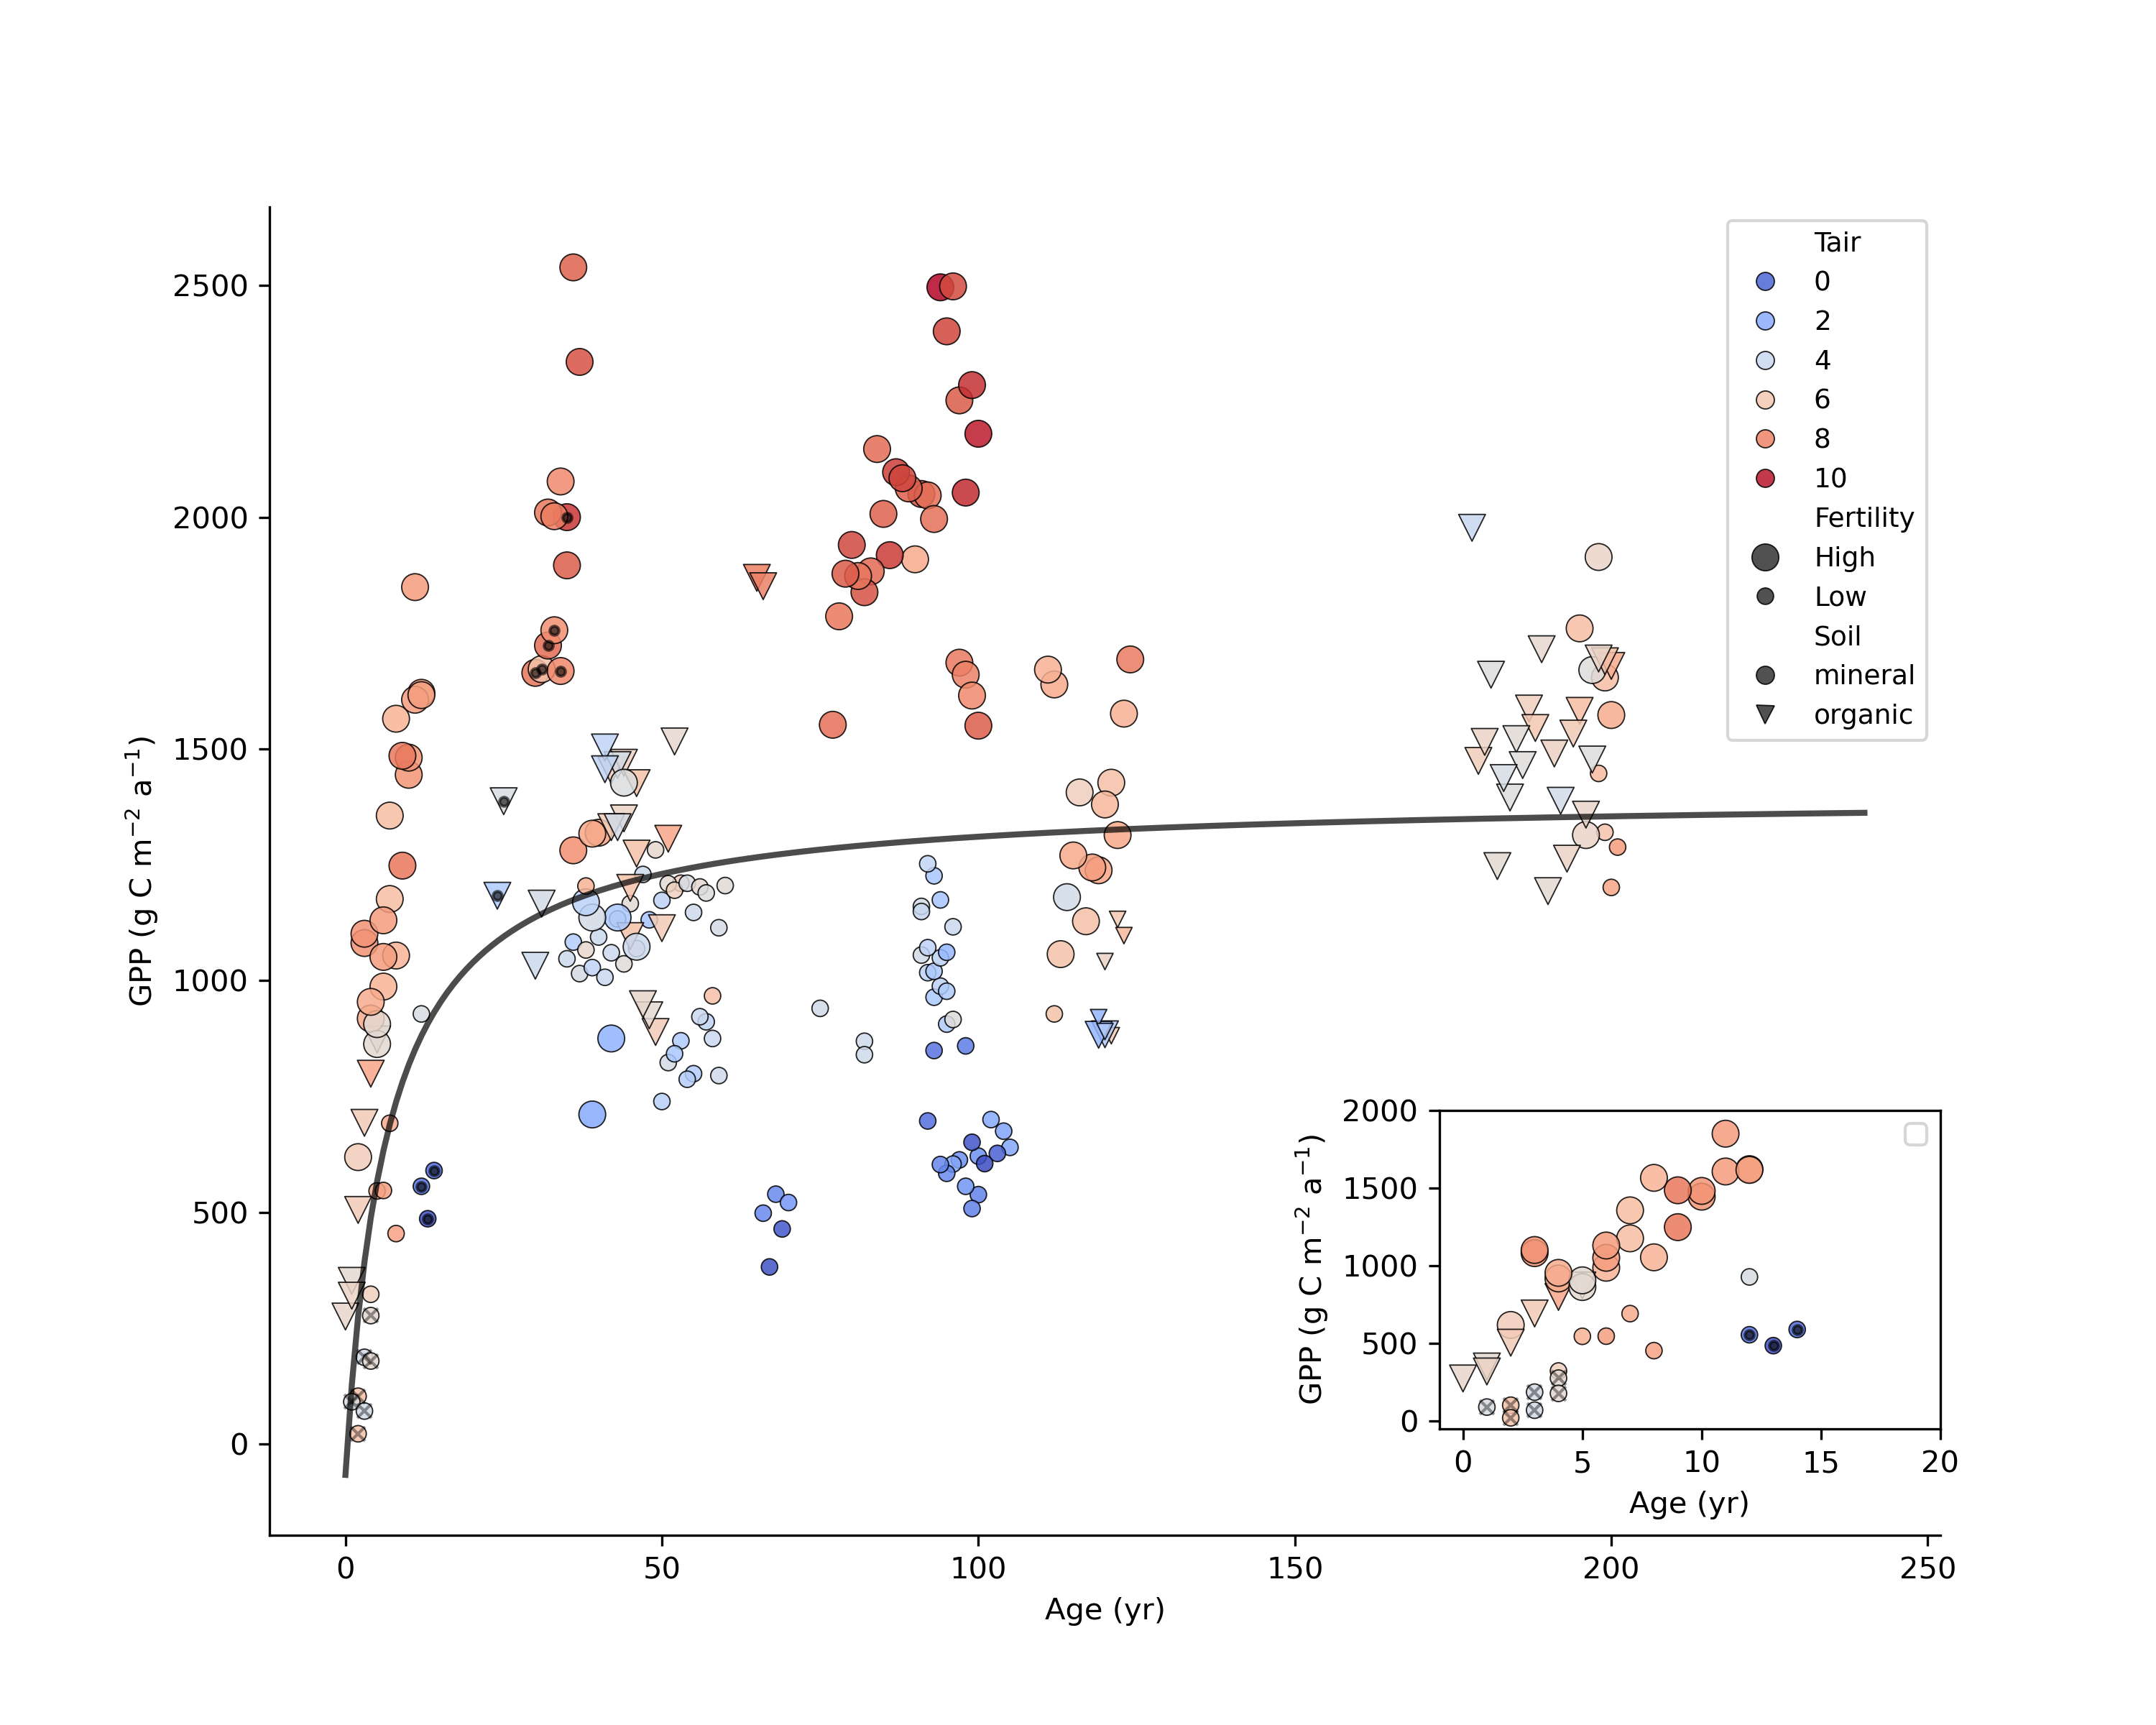 2500
2000
1500
1000
500
0
GPP (g C m⁻² a⁻¹)
0
50
100
150
200
250
Age (yr)
Tair
0
2
4
6
8
10
Fertility
High
Low
Soil
mineral
organic
2000
1500
1000
500
0
GPP (g C m⁻² a⁻¹)
0
5
10
15
20
Age (yr)